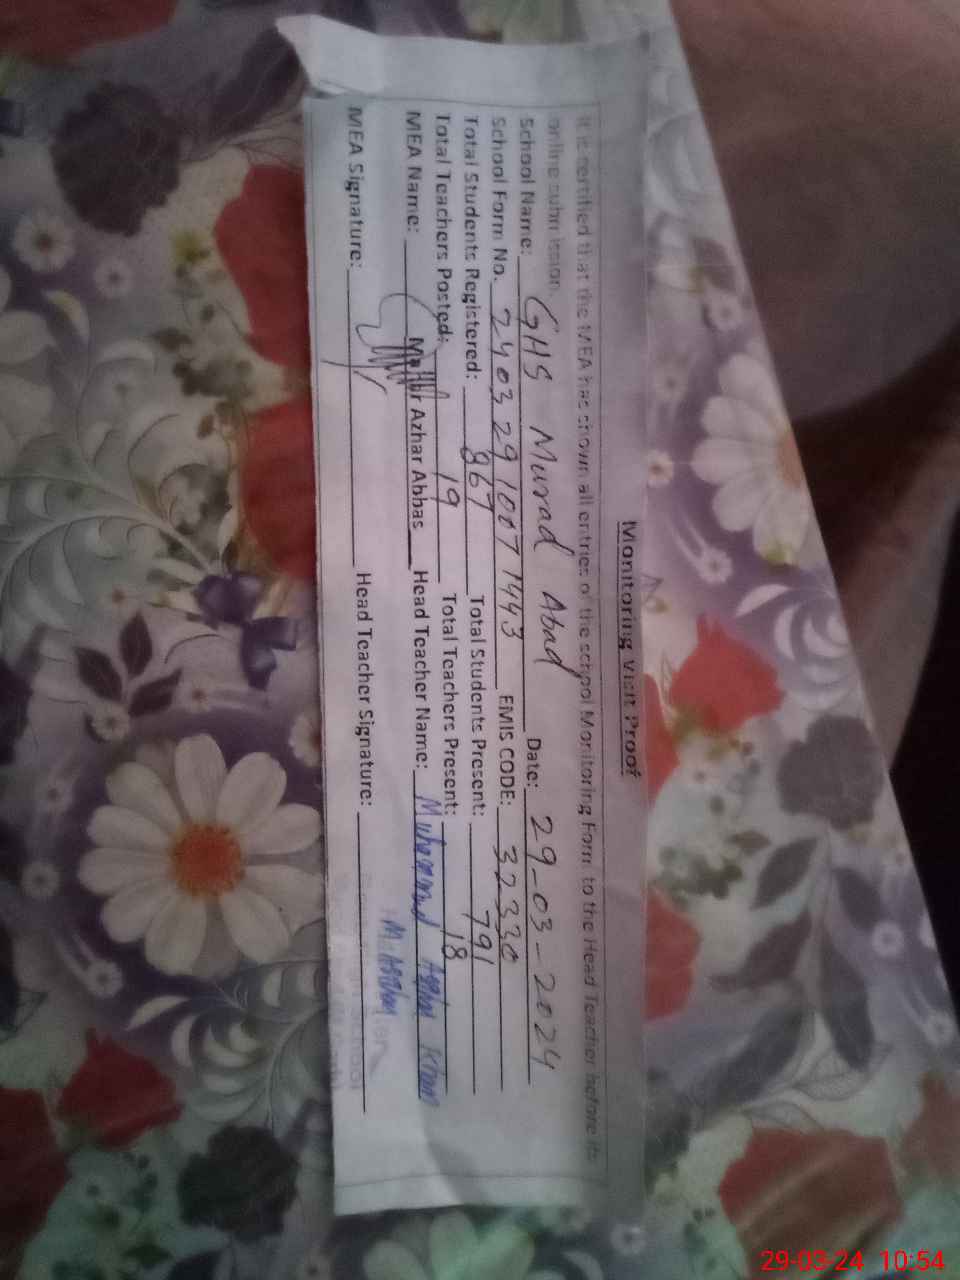 Monitoring Visit Proof
It is certified that the MEA has shown all entries of the school Monitoring Form to the Head Teacher before its
online submission.
School Name: GHS Murad Abad Date: 29-03-2024
School Form No. 24032910071443 EMIS CODE: 32330
Total Students Registered: 867 Total Students Present: 791
Total Teachers Posted: 19 Total Teachers Present: 18
MEA Name: Azhar Abbas Head Teacher Name: Muhammad Khan
MEA Signature: Head Teacher Signature:
29-03-24 10:54